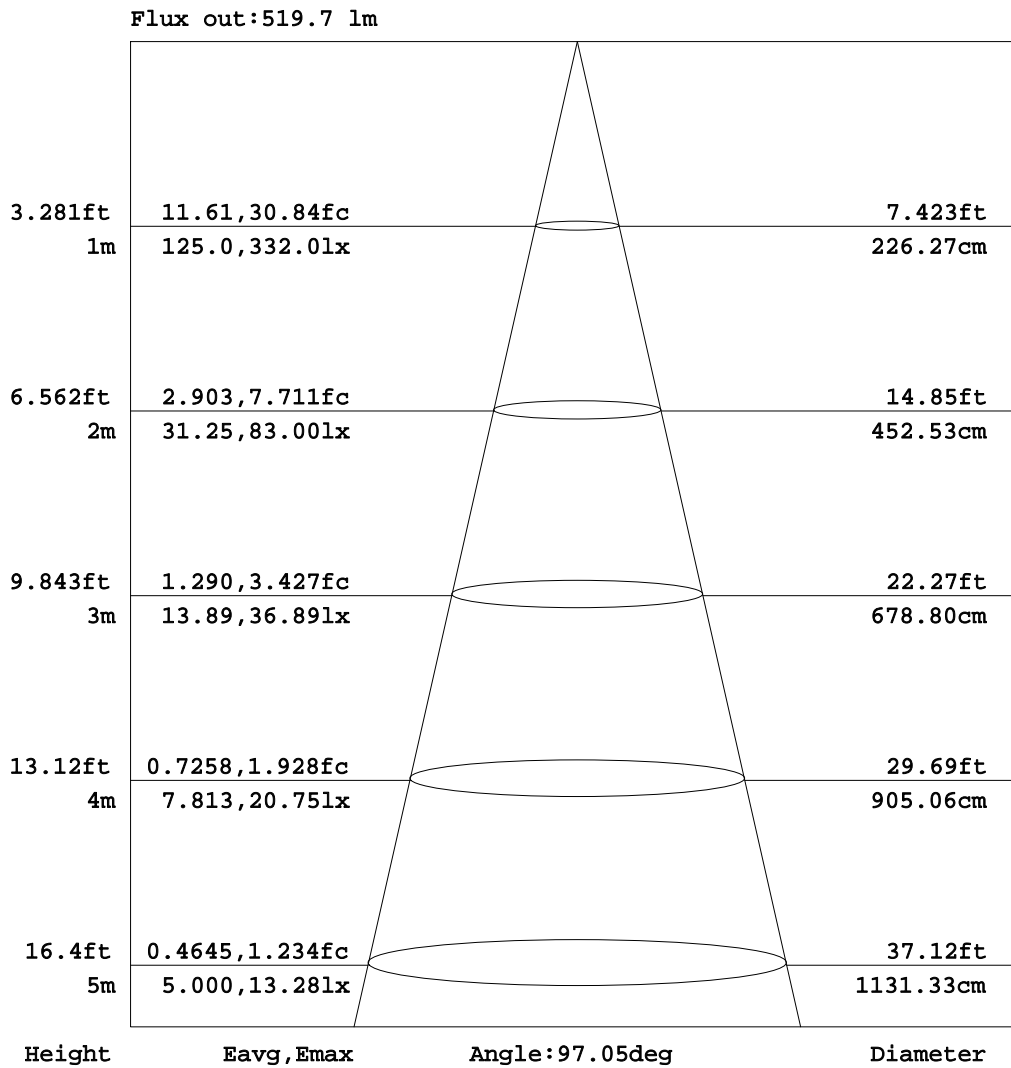 Flux out:519.7 lm
3.281ft 11.61,30.84fc 7.423ft
1m 125.0,332.0lx 226.27cm
6.562ft 2.903,7.711fc 14.85ft
2m 31.25,83.00lx 452.53cm
9.843ft 1.290,3.427fc 22.27ft
3m 13.89,36.89lx 678.80cm
13.12ft 0.7258,1.928fc 29.69ft
4m 7.813,20.75lx 905.06cm
16.4ft 0.4645,1.234fc 37.12ft
5m 5.000,13.28lx 1131.33cm
Height Eavg,Emax Angle:97.05deg Diameter